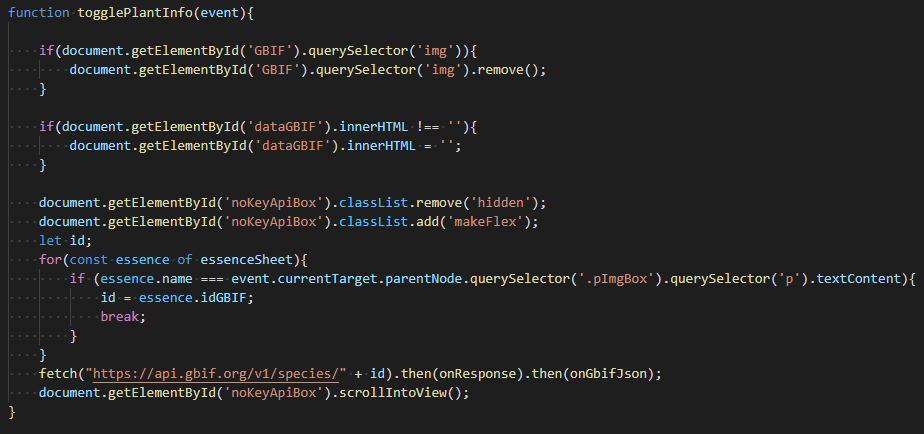 function togglePlantInfo(event){
if(document.getElementById('GBIF').querySelector('img')){
document.getElementById('GBIF').querySelector('img').remove();
}
if(document.getElementById('dataGBIF').innerHTML !== ''){
document.getElementById('dataGBIF').innerHTML = '';
}
document.getElementById('noKeyApiBox').classList.remove('hidden');
document.getElementById('noKeyApiBox').classList.add('makeFlex');
let id;
for(const essence of essenceSheet){
if (essence.name === event.currentTarget.parentNode.querySelector('.pImgBox').querySelector('p').textContent){
id = essence.idGBIF;
break;
}
}
fetch("https://api.gbif.org/v1/species/" + id).then(onResponse).then(onGbifJson);
document.getElementById('noKeyApiBox').scrollIntoView();
}